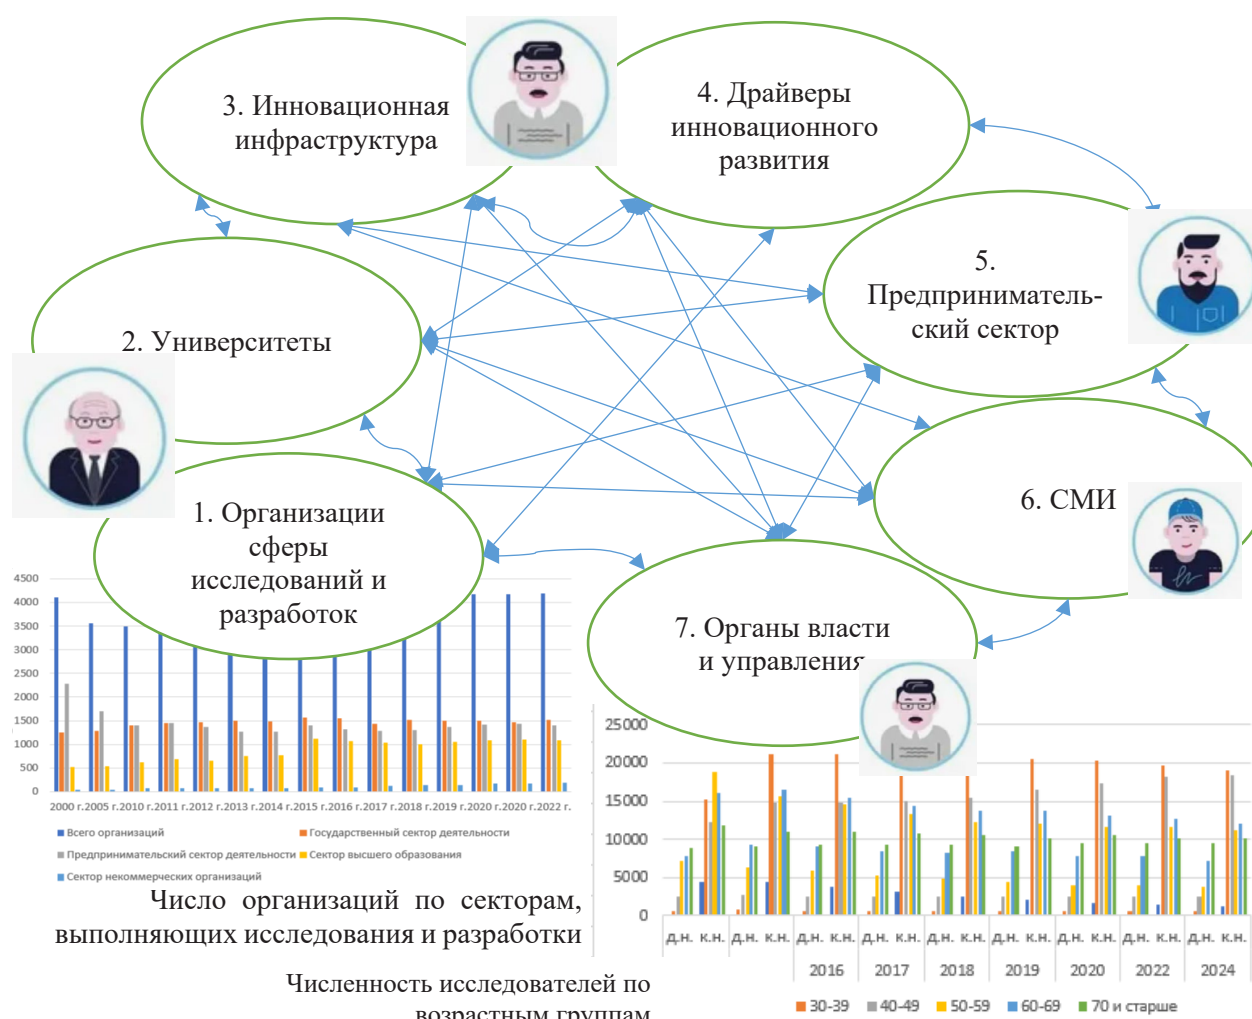 3. Инновационная
инфраструктура
4. Драйверы
инновационного
развития
5.
Предприниматель-
ский сектор
2. Университеты
6. СМИ
1. Организации
сферы
исследований и
разработок
7. Органы власти
и управления
4500
4000
3500
3000
2500
2000
1500
1000
500
0
2000 г. 2005 г. 2010 г. 2011 г. 2012 г. 2013 г. 2014 г. 2015 г. 2016 г. 2017 г. 2018 г. 2019 г. 2020 г. 2020 г. 2022 г.
Всего организаций Государственный сектор деятельности
Предпринимательский сектор деятельности Сектор высшего образования
Сектор некоммерческих организаций
Число организаций по секторам,
выполняющих исследования и разработки
25000
20000
15000
10000
5000
0
д.н. к.н. д.н. к.н. д.н. к.н. д.н. к.н. д.н. к.н. д.н. к.н. д.н. к.н. д.н. к.н. д.н. к.н.
2016 2017 2018 2019 2020 2022 2024
30-39 40-49 50-59 60-69 70 и старше
Численность исследователей по
возрастным группам